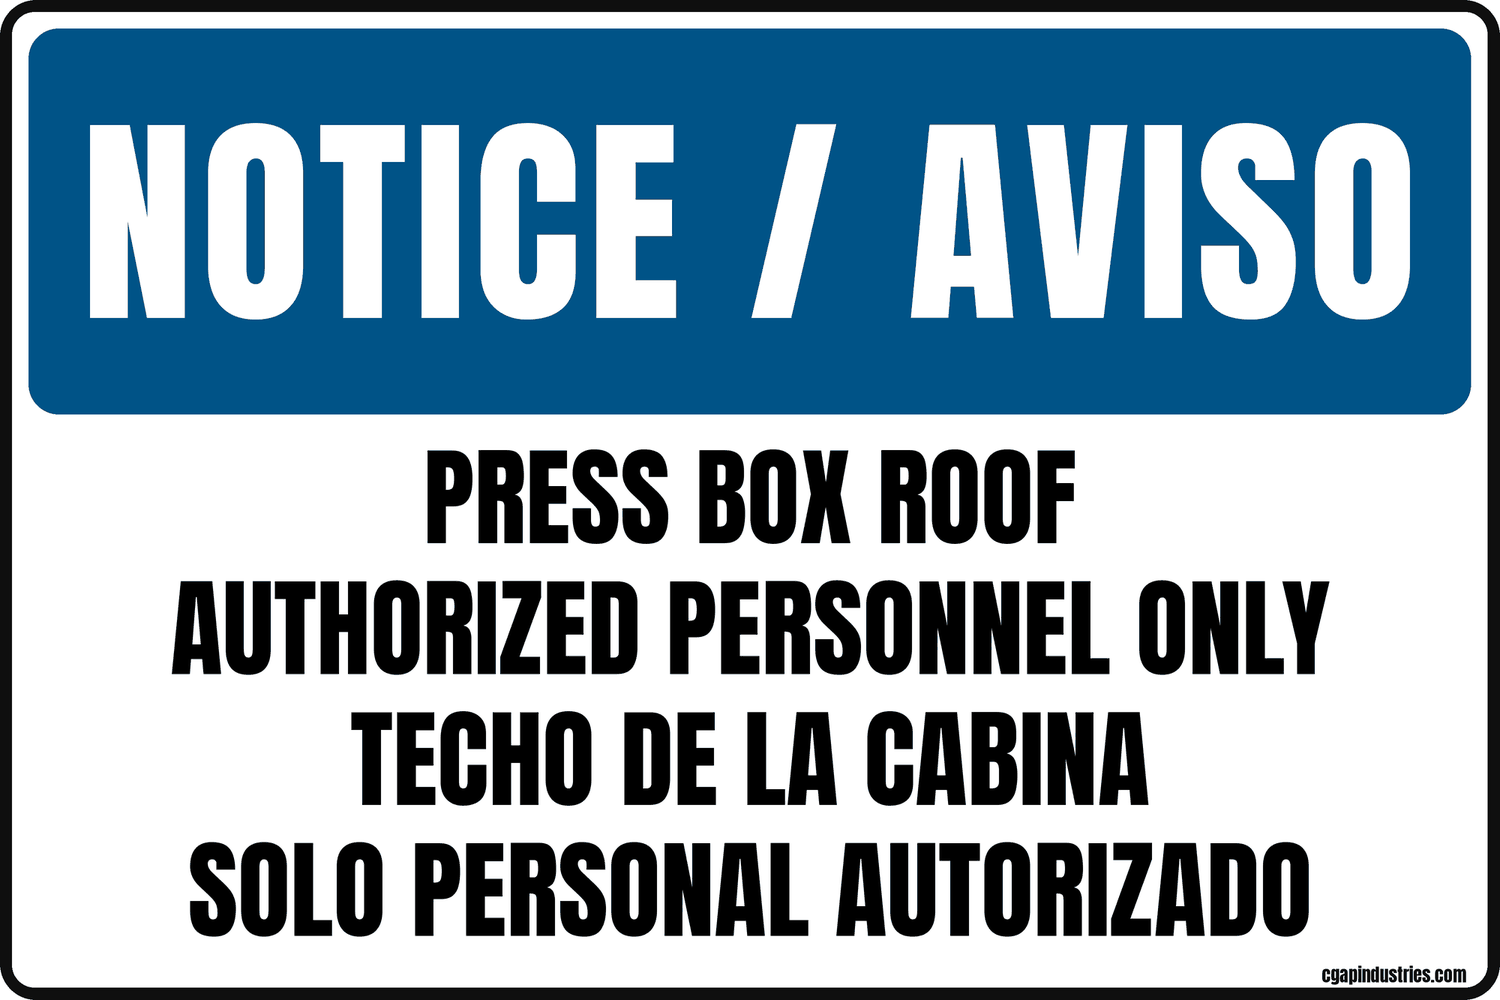 NOTICE / AVISO
PRESS BOX ROOF
AUTHORIZED PERSONNEL ONLY
TECHO DE LA CABINA
SOLO PERSONAL AUTORIZADO
cgapindustries.com